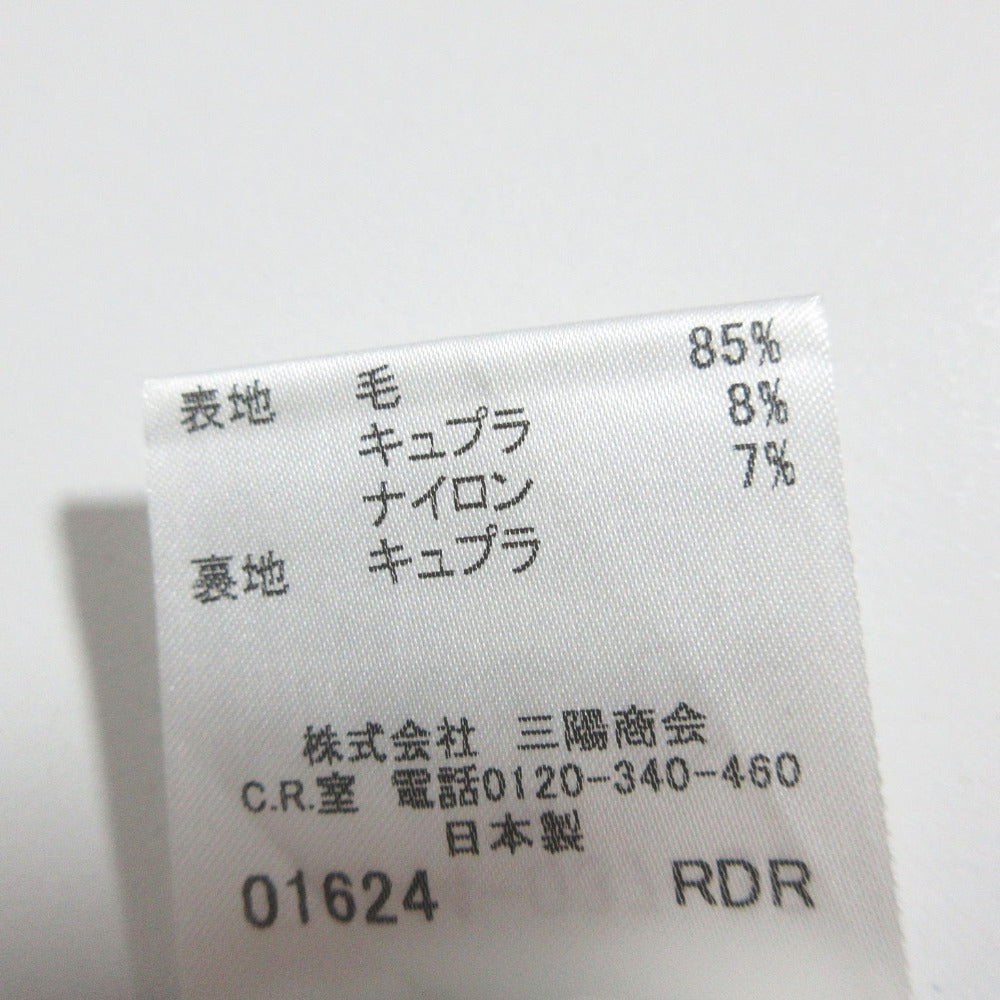 表地 毛 85%
キュプラ 8%
ナイロン 7%
裏地 キュプラ
株式会社 三陽商会
C.R.室 電話0120-340-460
日本製
01624 RDR